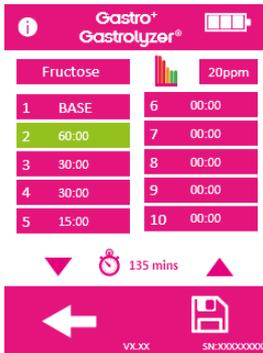 i
Gastro+
Gastrolyzer®
Fructose
20ppm
1 BASE
2 60:00
3 30:00
4 30:00
5 15:00
6 00:00
7 00:00
8 00:00
9 00:00
10 00:00
135 mins
VX.XX
SN:XXXXXXXX